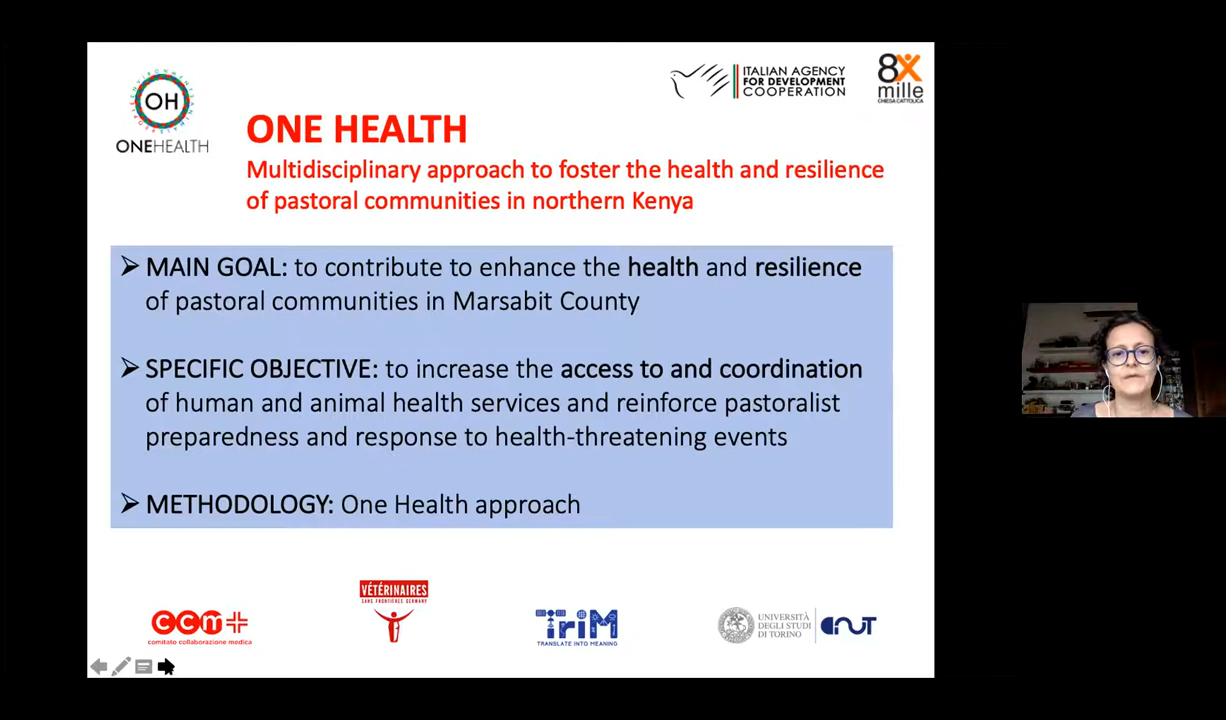 OH
ONEHEALTH
ITALIAN AGENCY
FOR DEVELOPMENT
COOPERATION
8X
mille
CHIESA CATTOLICA
ONE HEALTH
Multidisciplinary approach to foster the health and resilience
of pastoral communities in northern Kenya
➢ MAIN GOAL: to contribute to enhance the health and resilience
of pastoral communities in Marsabit County
➢ SPECIFIC OBJECTIVE: to increase the access to and coordination
of human and animal health services and reinforce pastoralist
preparedness and response to health-threatening events
➢ METHODOLOGY: One Health approach
ccm
comitato collaborazione medica
VÉTÉRINAIRES
SANS FRONTIÈRES GERMANY
TriM
TRANSLATE INTO MEANING
UNIVERSITÀ
DEGLI STUDI
DI TORINO